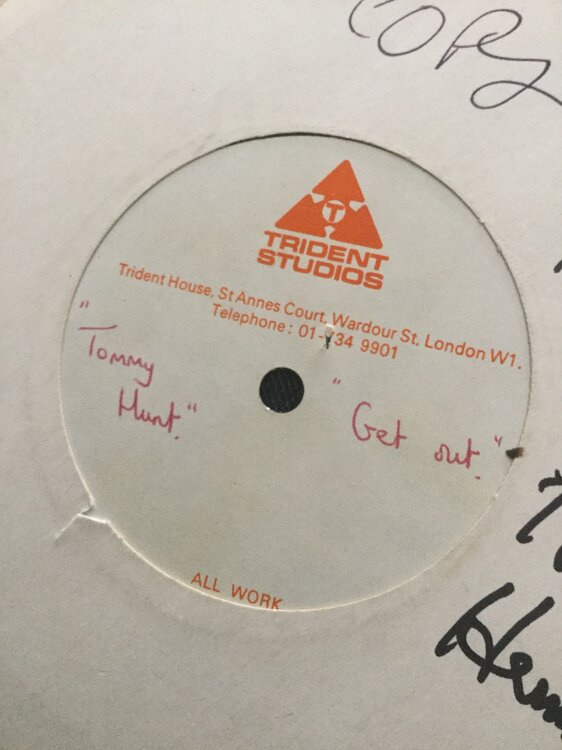 COPY
T
TRIDENT
STUDIOS
Trident House, St Annes Court, Wardour St. London W1.
Telephone: 01-734 9901
"Tommy
Hunt."
"Get out."
ALL WORK